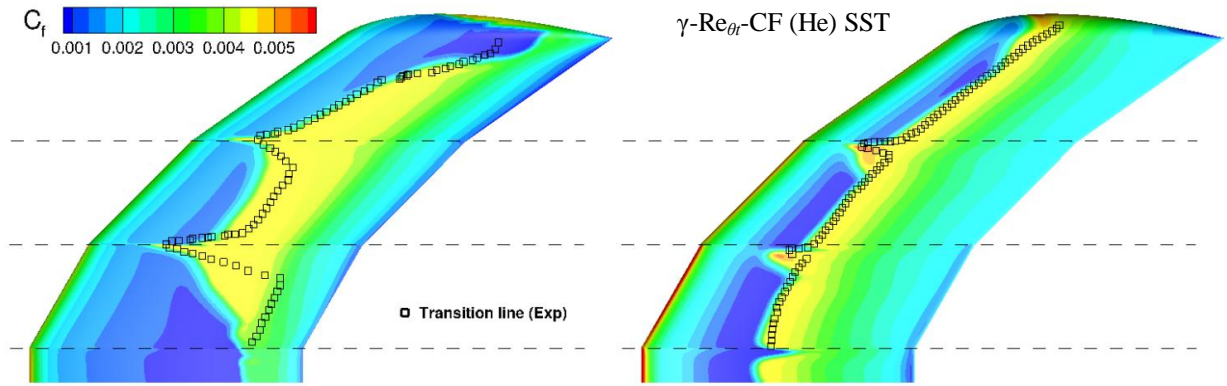 C_f
0.001 0.002 0.003 0.004 0.005
γ-Re_θt-CF (He) SST
Transition line (Exp)